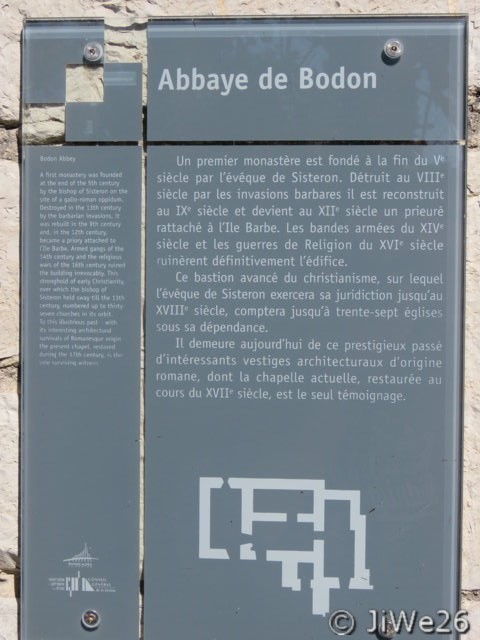 Abbaye de Bodon
Bodon Abbey
A first monastery was founded
at the end of the 5th century
by the bishop of Sisteron on the
site of a gallo-roman oppidum.
Destroyed in the 13th century
by the barbarian invasions, it
was rebuilt in the 9th century
and, in the 12th century,
became a priory attached to
l'Ile Barbe. Armed gangs of the
14th century and the religious
wars of the 16th century ruined
the building irrevocably. This
stronghold of early Christianity,
over which the bishop of
Sisteron held sway till the 13th
century, numbered up to thirty-
seven churches in its orbit.
To this illustrious past - with
its interesting architectural
survivals of Romanesque origin
the present chapel, restored
during the 17th century, is the
sole surviving witness.
Un premier monastère est fondé à la fin du Ve
siècle par l'évêque de Sisteron. Détruit au VIIIe
siècle par les invasions barbares il est reconstruit
au IXe siècle et devient au XIIe siècle un prieuré
rattaché à l'Ile Barbe. Les bandes armées du XIVe
siècle et les guerres de Religion du XVIe siècle
ruinèrent définitivement l'édifice.
Ce bastion avancé du christianisme, sur lequel
l'évêque de Sisteron exercera sa juridiction jusqu'au
XVIIIe siècle, comptera jusqu'à trente-sept églises
sous sa dépendance.
Il demeure aujourd'hui de ce prestigieux passé
d'intéressants vestiges architecturaux d'origine
romane, dont la chapelle actuelle, restaurée au
cours du XVIIe siècle, est le seul témoignage.
© JiWe26